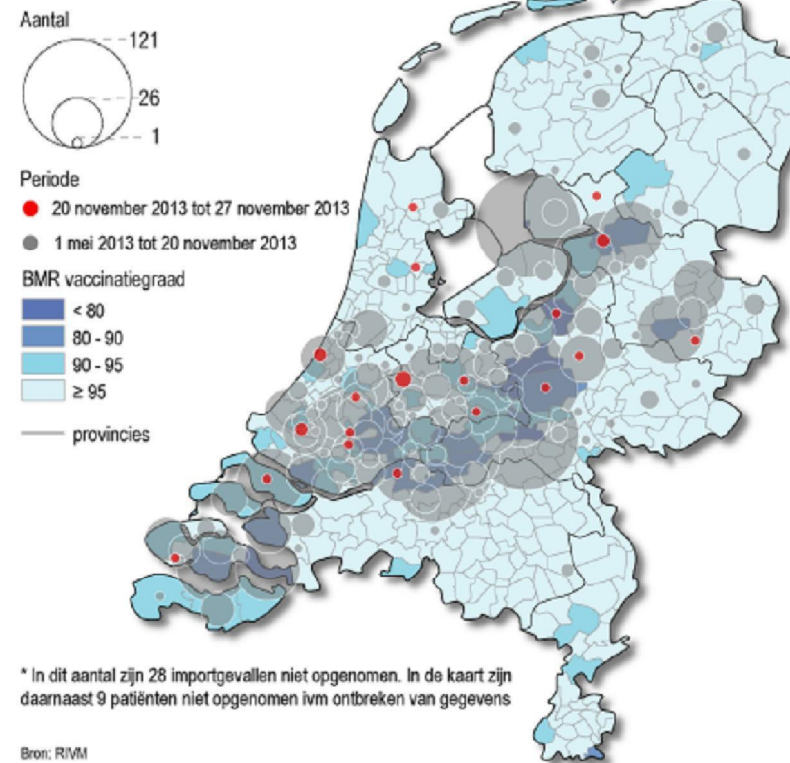 Aantal
121
26
1
Periode
20 november 2013 tot 27 november 2013
1 mei 2013 tot 20 november 2013
BMR vaccinatiegraad
< 80
80 - 90
90 - 95
≥ 95
provincies
* In dit aantal zijn 28 importgevallen niet opgenomen. In de kaart zijn
daarnaast 9 patiënten niet opgenomen ivm ontbreken van gegevens
Bron: RIVM